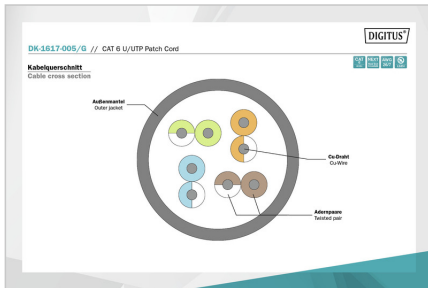 DIGITUS
DK-1617-005/G // CAT 6 U/UTP Patch Cord
Kabelquerschnitt
Cable cross section
Außenmantel
Outer jacket
Cu-Draht
Cu-Wire
Adernpaare
Twisted pair